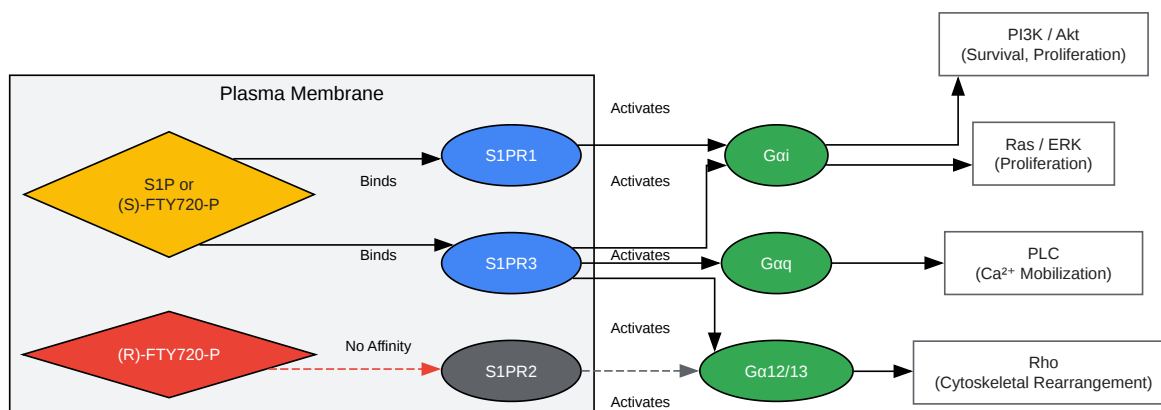 PI3K / Akt
(Survival, Proliferation)
Plasma Membrane
Activates
S1P or
(S)-FTY720-P
Binds
S1PR1
Activates
Gαi
Ras / ERK
(Proliferation)
Binds
S1PR3
Activates
Gαq
PLC
(Ca²⁺ Mobilization)
(R)-FTY720-P
No Affinity
S1PR2
Activates
Activates
Gα12/13
Rho
(Cytoskeletal Rearrangement)